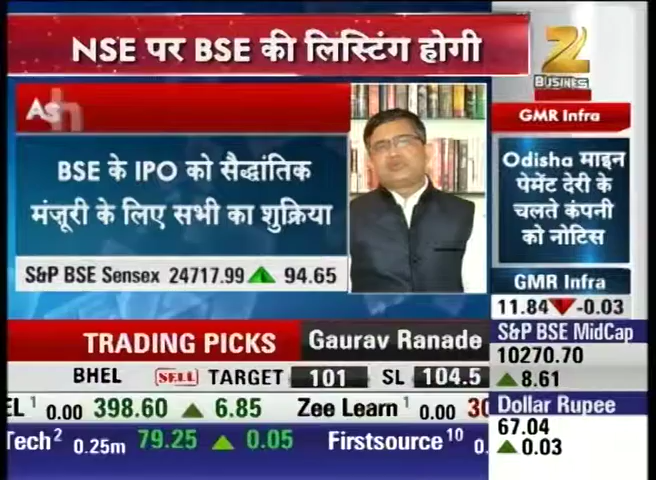 NSE पर BSE की लिस्टिंग होगी
Z
BUSINESS
Ash
BSE के IPO को सैद्धांतिक
मंजूरी के लिए सभी का शुक्रिया
S&P BSE Sensex 24717.99 94.65
GMR Infra
Odisha माइन
पेमेंट देरी के
चलते कंपनी
को नोटिस
GMR Infra
11.84 -0.03
TRADING PICKS Gaurav Ranade
BHEL SELL TARGET 101 SL 104.5
S&P BSE MidCap
10270.70
8.61
EL 1 0.00 398.60 6.85 Zee Learn 1 0.00 30
Tech 2 0.25m 79.25 0.05 Firstsource 10 0.
Dollar Rupee
67.04
0.03